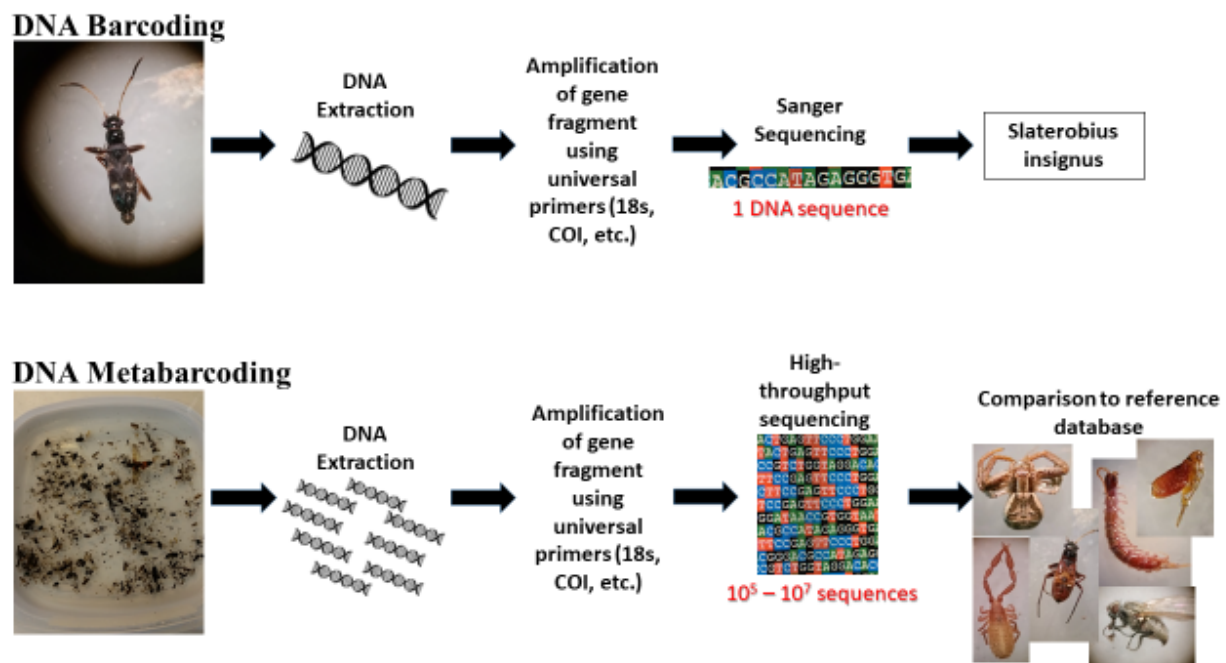 DNA Barcoding
DNA
Extraction
Amplification
of gene
fragment
using
universal
primers (18s,
COI, etc.)
Sanger
Sequencing
ACGCCATAGAGGGTGA
1 DNA sequence
Slaterobius
insignus
DNA Metabarcoding
DNA
Extraction
Amplification
of gene
fragment
using
universal
primers (18s,
COI, etc.)
High-
throughput
sequencing
10⁵ – 10⁷ sequences
Comparison to reference
database